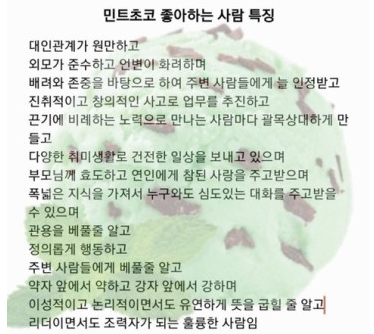 민트초코 좋아하는 사람 특징
대인관계가 원만하고
외모가 준수하고 언변이 화려하며
배려와 존중을 바탕으로 하여 주변 사람들에게 늘 인정받고
진취적이고 창의적인 사고로 업무를 추진하고
끈기에 비례하는 노력으로 만나는 사람마다 괄목상대하게 만
들고
다양한 취미생활로 건전한 일상을 보내고 있으며
부모님께 효도하고 연인에게 참된 사랑을 주고받으며
폭넓은 지식을 가져서 누구와도 심도있는 대화를 주고받을
수 있으며
관용을 베풀줄 알고
정의롭게 행동하고
주변 사람들에게 베풀줄 알고
약자 앞에서 약하고 강자 앞에서 강하며
이성적이고 논리적이면서도 유연하게 뜻을 굽힐 줄 알고
리더이면서도 조력자가 되는 훌륭한 사람임